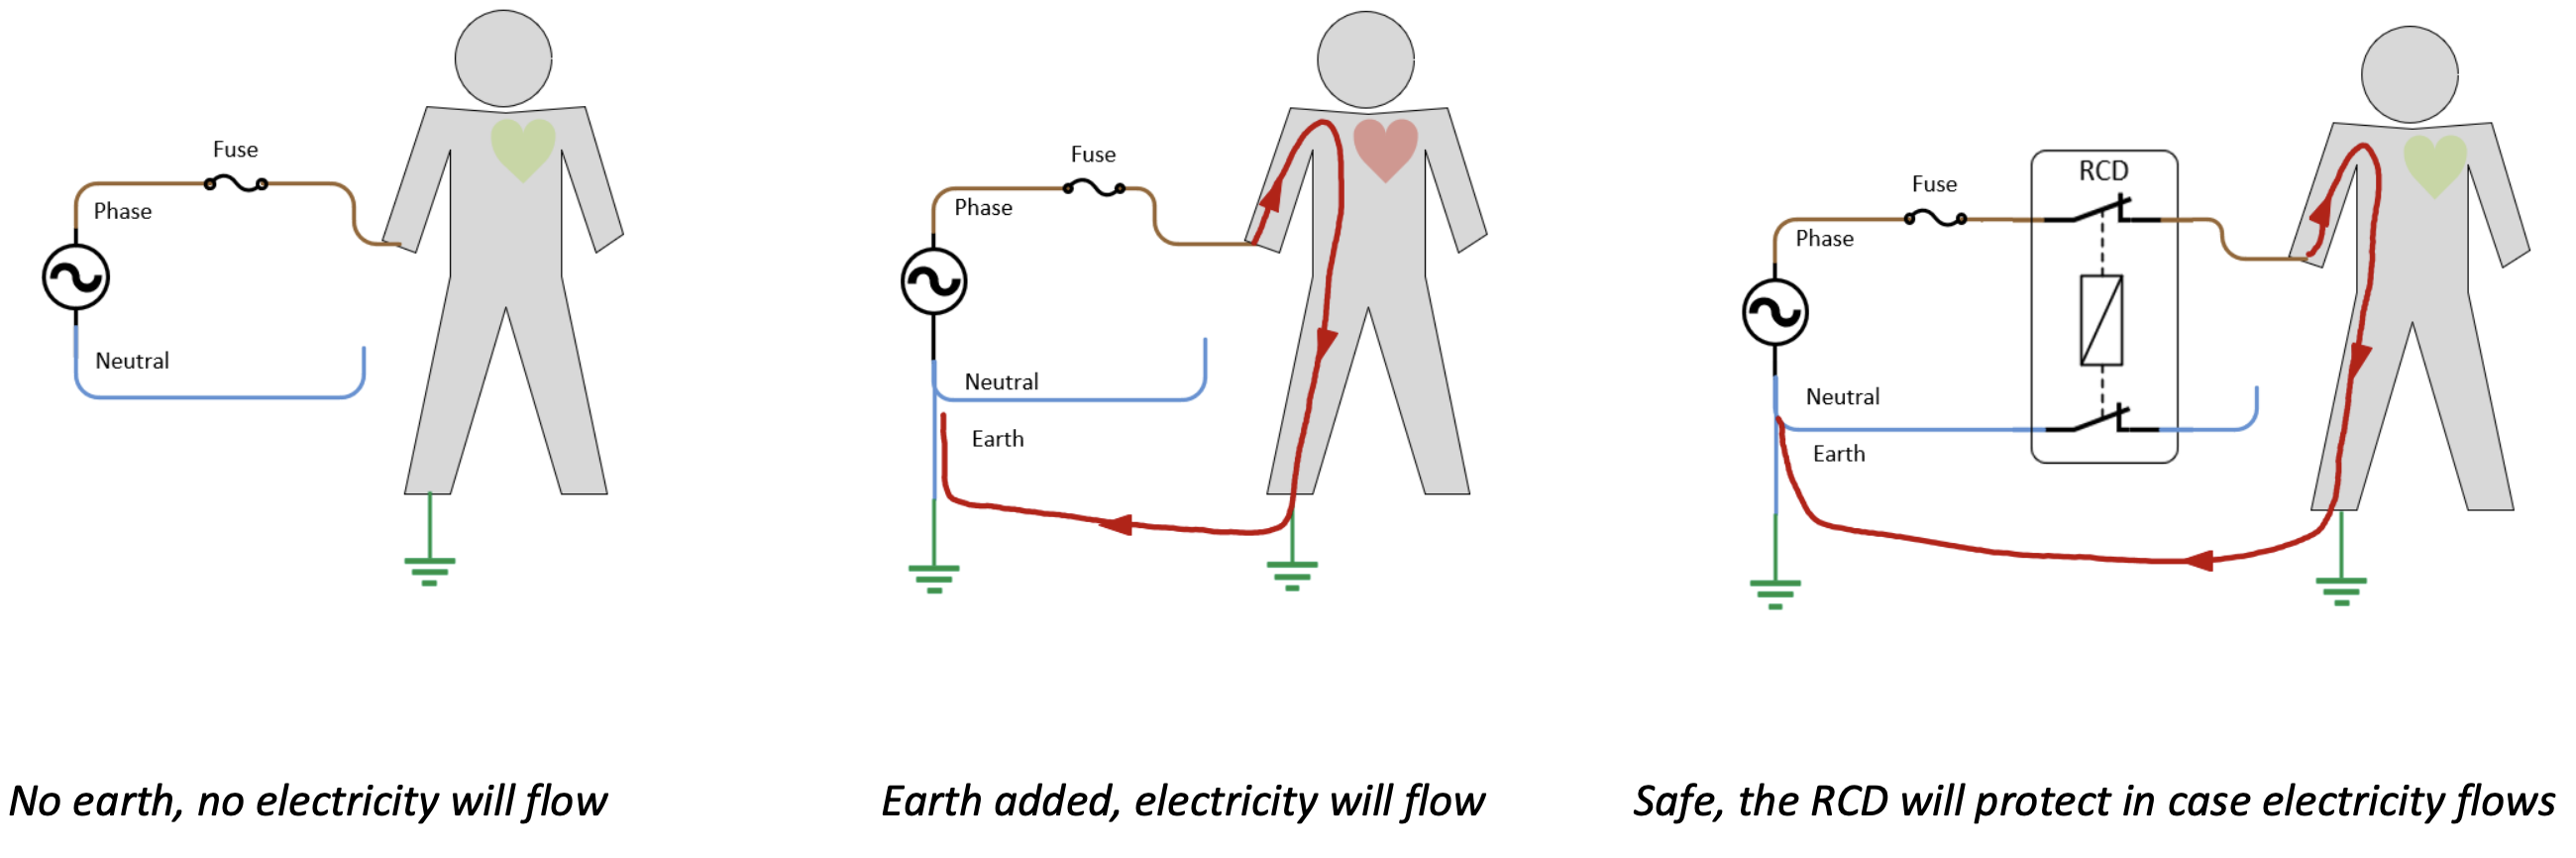 Fuse
Phase
Neutral
No earth, no electricity will flow
Fuse
Phase
Neutral
Earth
Earth added, electricity will flow
RCD
Fuse
Phase
Neutral
Earth
Safe, the RCD will protect in case electricity flows